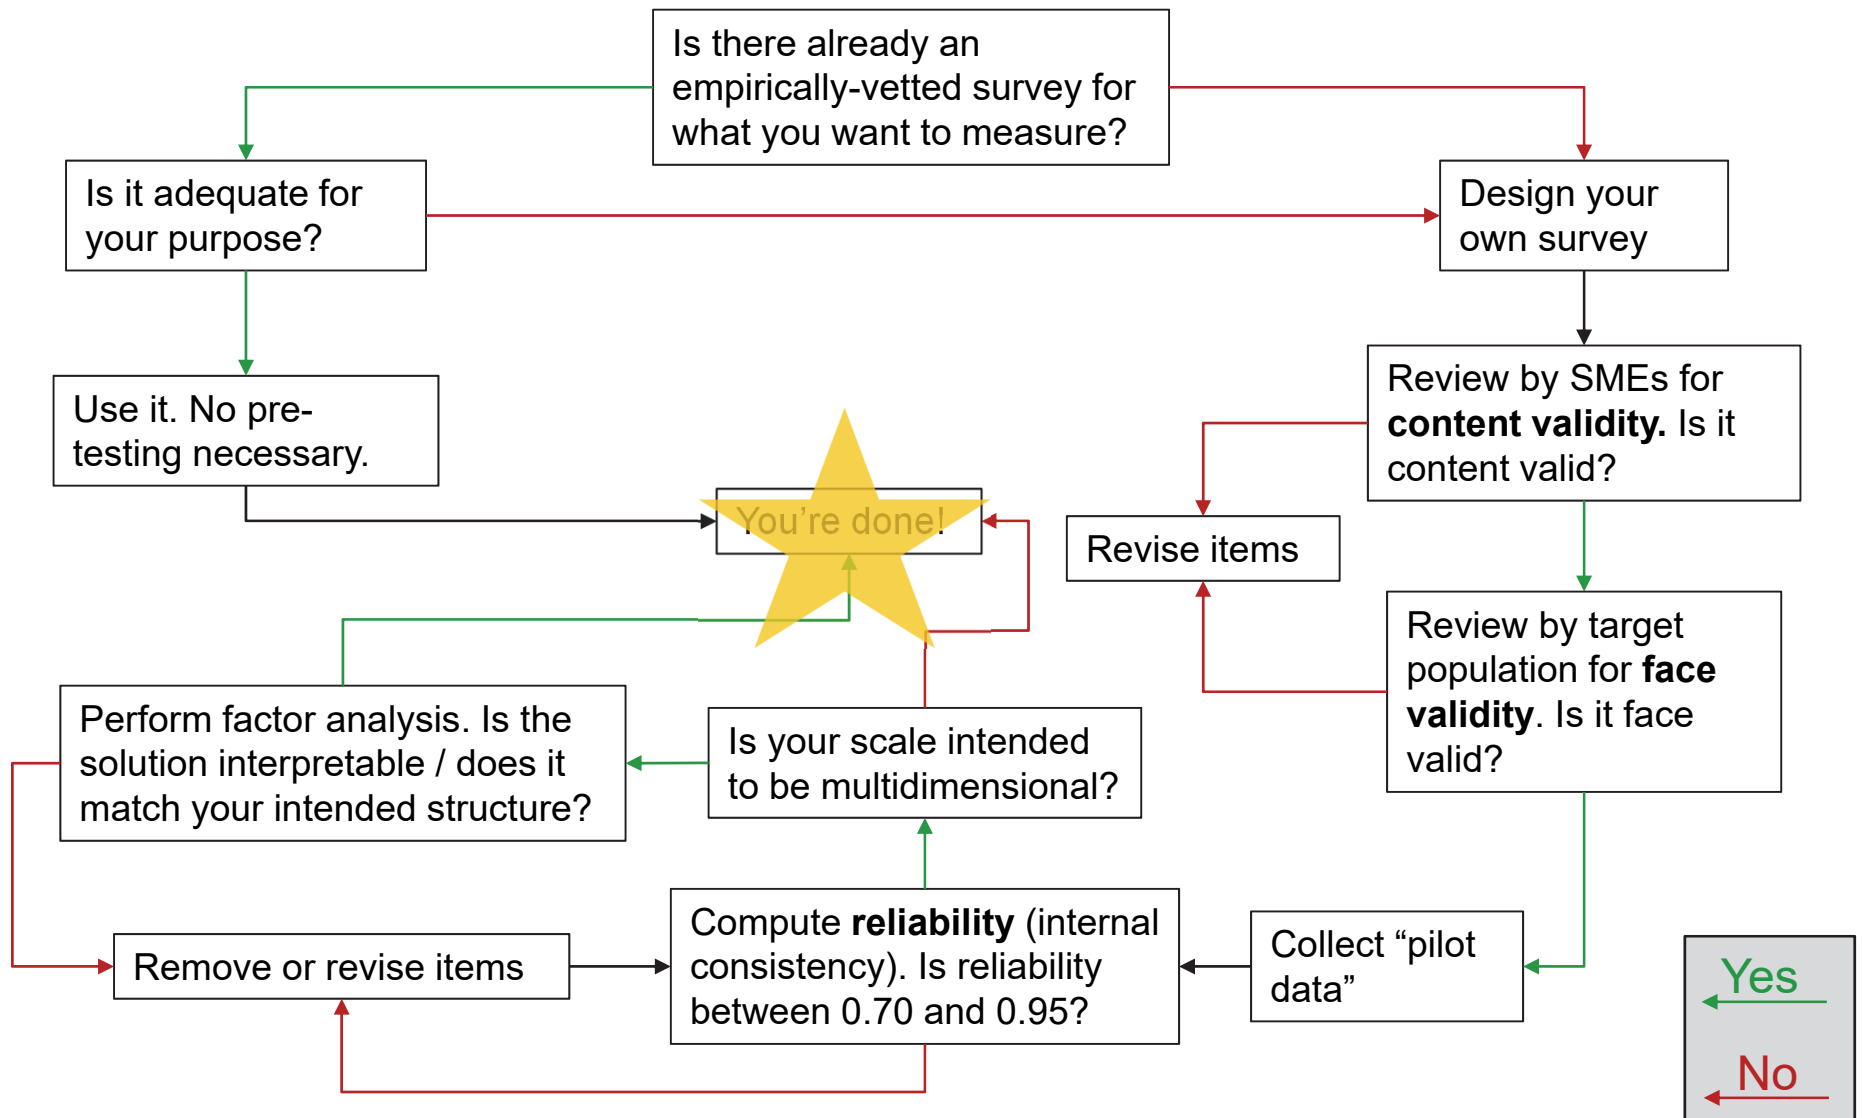 Is there already an
empirically-vetted survey for
what you want to measure?
Is it adequate for
your purpose?
Design your
own survey
Use it. No pre-
testing necessary.
Review by SMEs for
content validity. Is it
content valid?
You're done!
Revise items
Review by target
population for face
validity. Is it face
valid?
Perform factor analysis. Is the
solution interpretable / does it
match your intended structure?
Is your scale intended
to be multidimensional?
Remove or revise items
Compute reliability (internal
consistency). Is reliability
between 0.70 and 0.95?
Collect “pilot
data”
Yes
No